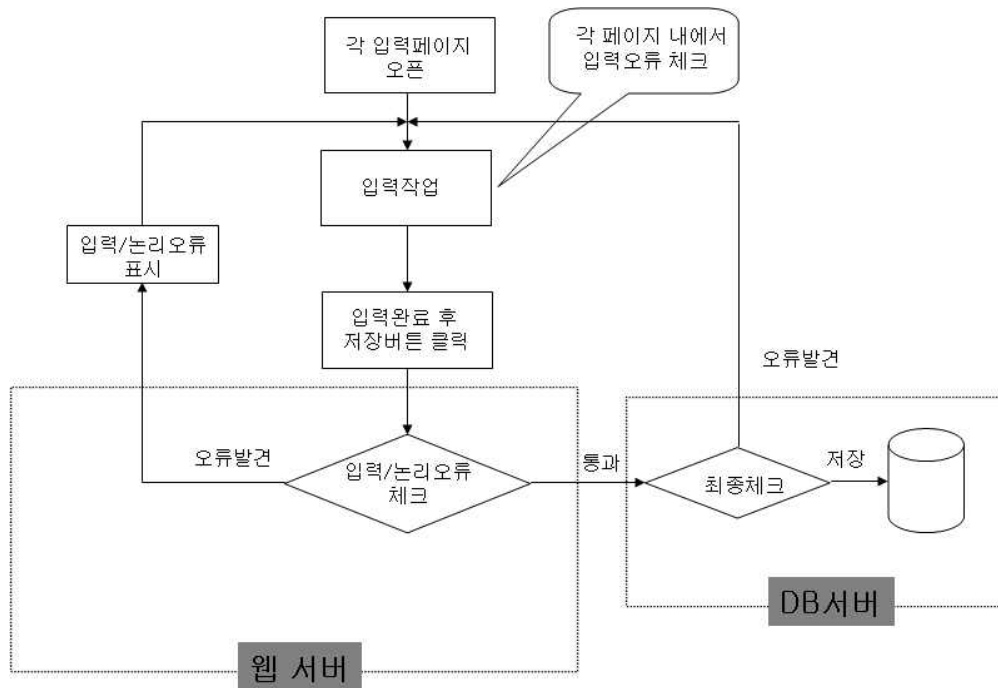 각 입력페이지
오픈
각 페이지 내에서
입력오류 체크
입력작업
입력/논리오류
표시
입력완료 후
저장버튼 클릭
오류발견
오류발견
입력/논리오류
체크
통과
최종체크
저장
DB서버
웹 서버